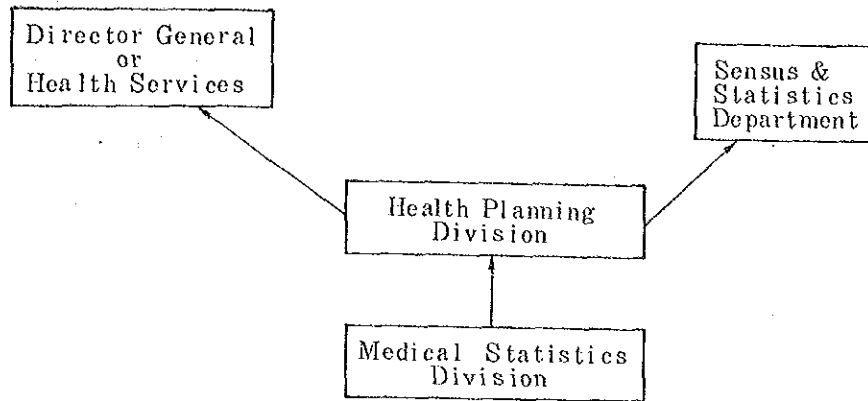 Director General
or
Health Services
Sensus &
Statistics
Department
Health Planning
Division
Medical Statistics
Division